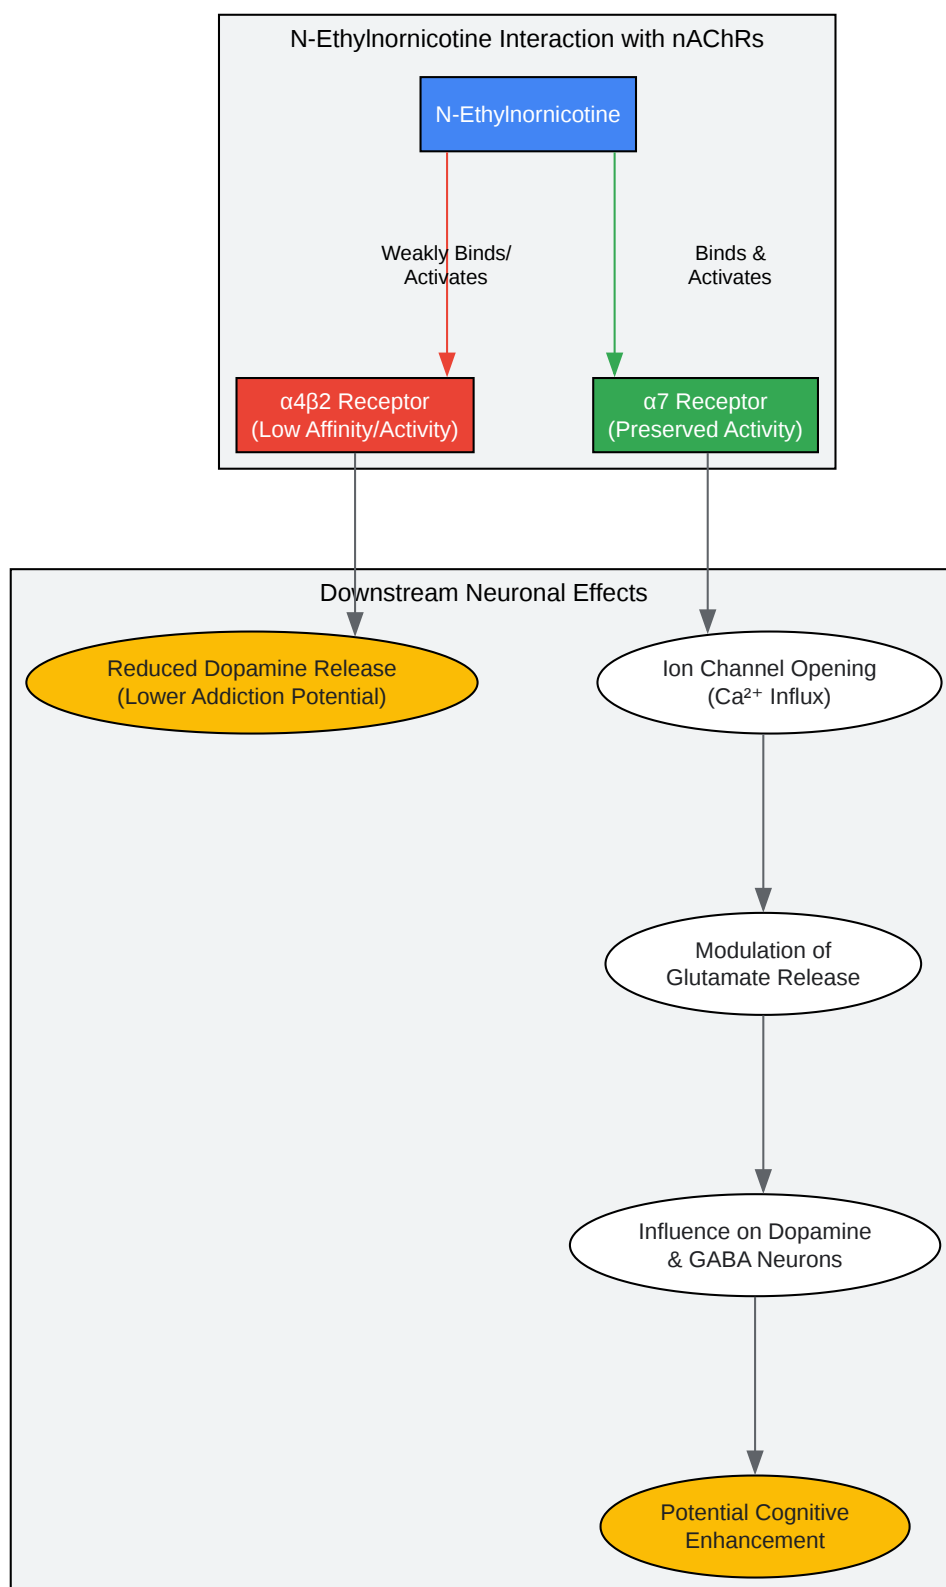 N-Ethylnornicotine Interaction with nAChRs
N-Ethylnornicotine
Weakly Binds/
Activates
Binds &
Activates
α4β2 Receptor
(Low Affinity/Activity)
α7 Receptor
(Preserved Activity)
Downstream Neuronal Effects
Reduced Dopamine Release
(Lower Addiction Potential)
Ion Channel Opening
(Ca²⁺ Influx)
Modulation of
Glutamate Release
Influence on Dopamine
& GABA Neurons
Potential Cognitive
Enhancement